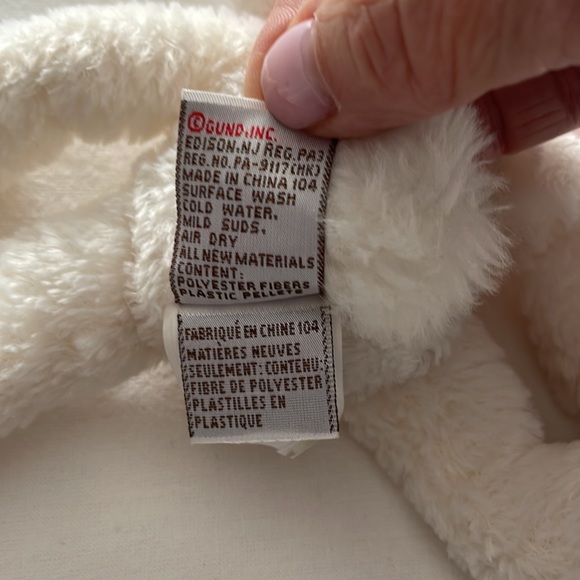 ©GUND, INC.
EDISON, NJ REG. PA3
REG. NO. PA-9117 (HK)
MADE IN CHINA 104
SURFACE WASH
COLD WATER,
MILD SUDS,
AIR DRY
ALL NEW MATERIALS
CONTENT:
POLYESTER FIBERS
PLASTIC PELLETS
FABRIQUÉ EN CHINE 104
MATIÈRES NEUVES
SEULEMENT: CONTENU:
FIBRE DE POLYESTER
PLASTILLES EN
PLASTIQUE